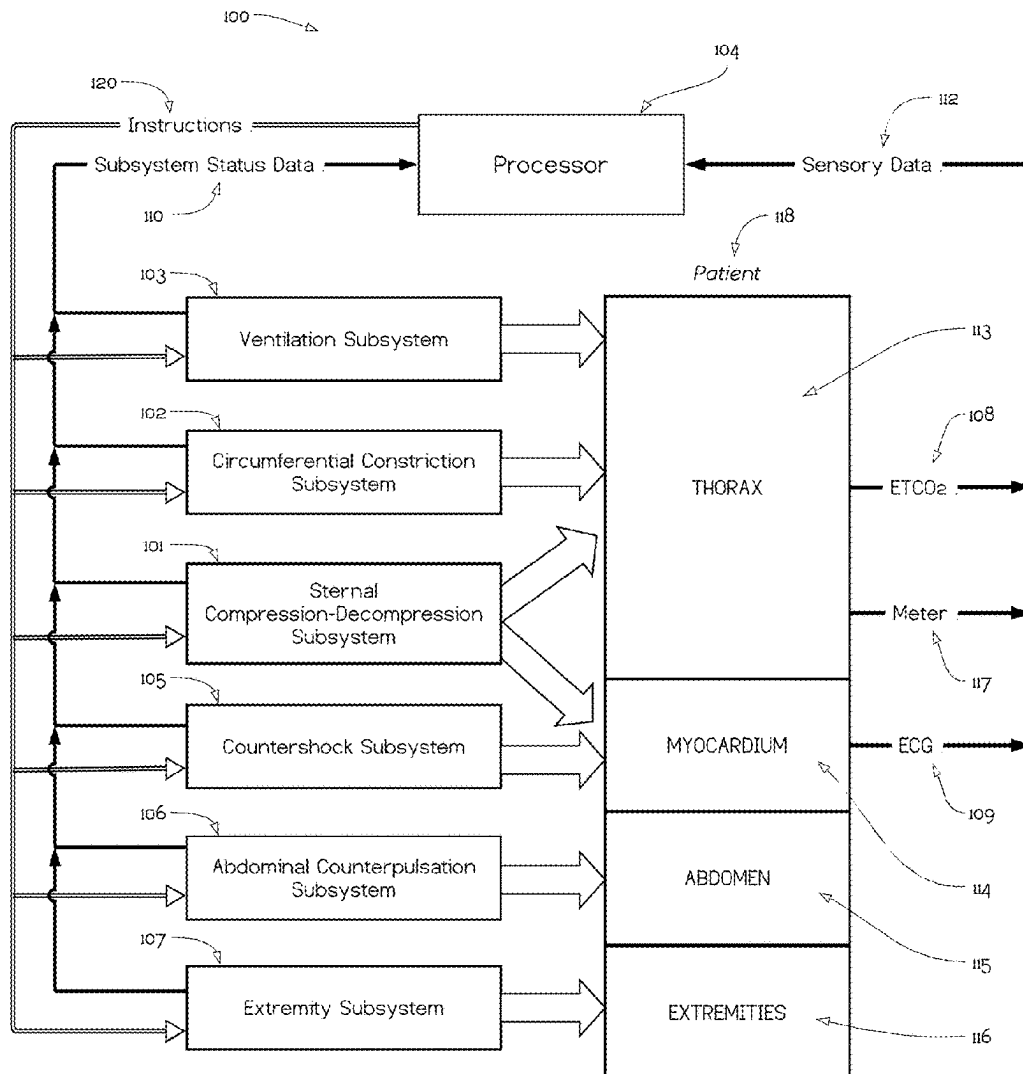 100
104
120
112
Instructions
Subsystem Status Data
Processor
Sensory Data
110
118
Patient
103
Ventilation Subsystem
113
102
Circumferential Constriction
Subsystem
108
THORAX
ETCO₂
101
Sternal
Compression-Decompression
Subsystem
Meter
117
105
Countershock Subsystem
MYOCARDIUM
ECG
109
106
Abdominal Counterpulsation
Subsystem
ABDOMEN
114
107
115
Extremity Subsystem
EXTREMITIES
116